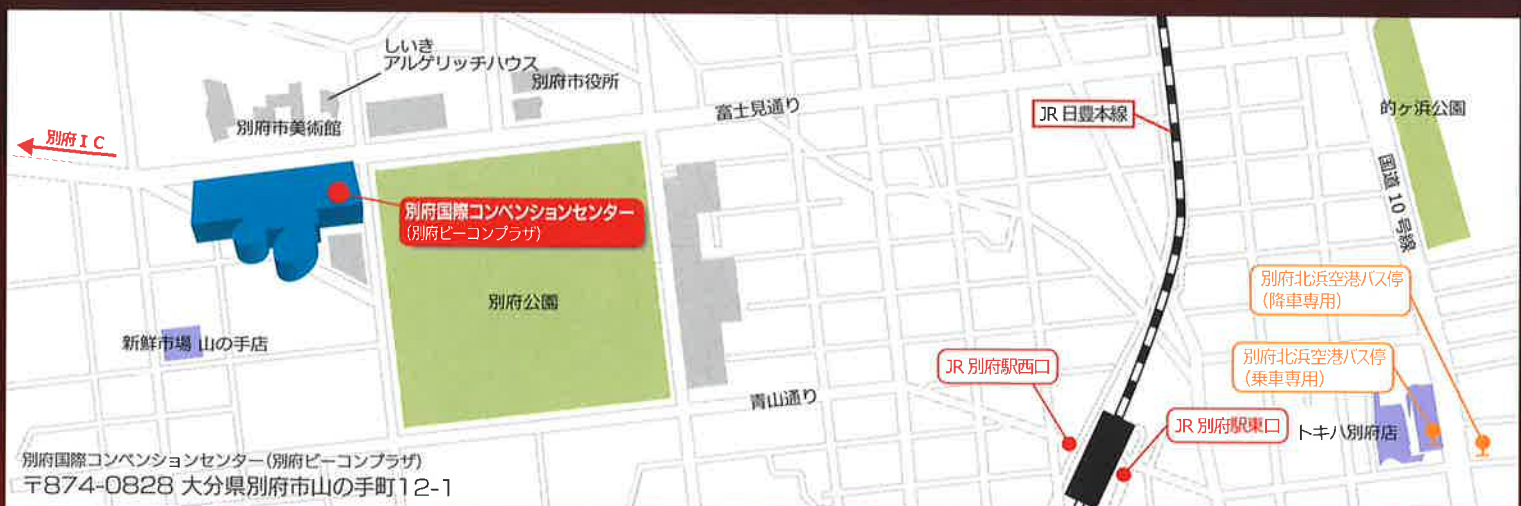 しいき
アルゲリッチハウス
別府市役所
別府市美術館
富士見通り
JR 日豊本線
的ヶ浜公園
別府IC
国道 10 号線
別府国際コンベンションセンター
(別府ビーコンプラザ)
別府公園
別府北浜空港バス停
(降車専用)
新鮮市場 山の手店
別府北浜空港バス停
(乗車専用)
JR 別府駅西口
青山通り
JR 別府駅東口
トキハ別府店
別府国際コンベンションセンター(別府ビーコンプラザ)
〒874-0828 大分県別府市山の手町12-1